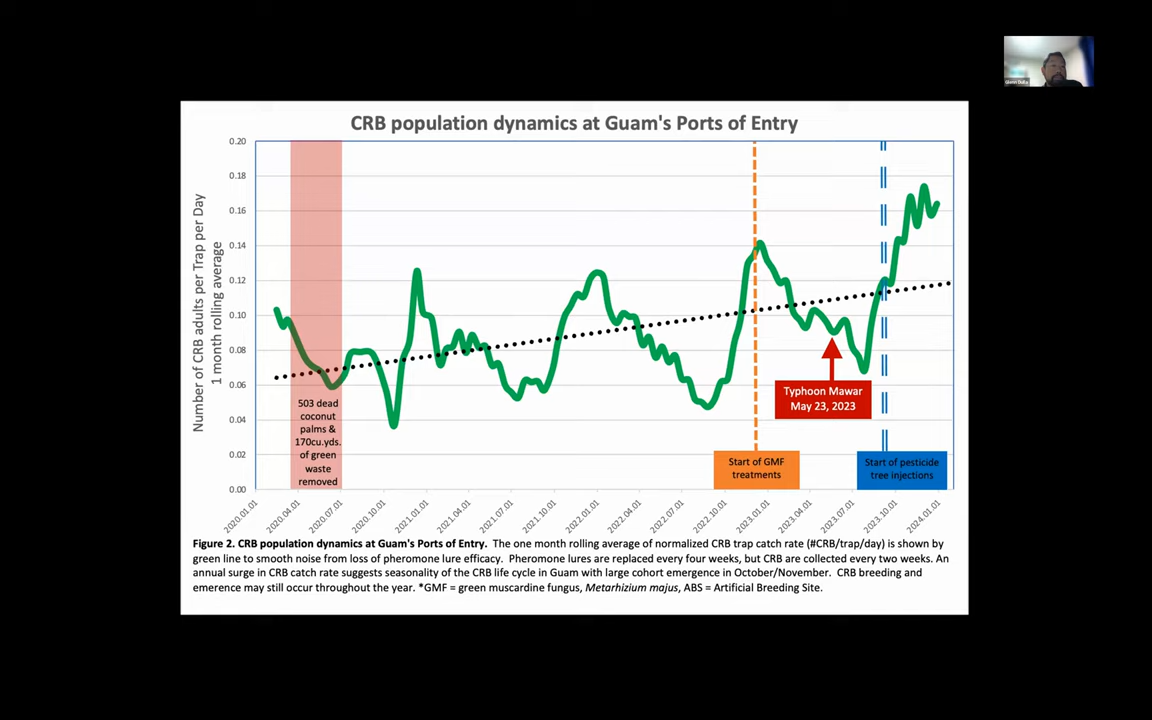 CRB population dynamics at Guam's Ports of Entry
Number of CRB adults per Trap per Day
1 month rolling average
0.20
0.18
0.16
0.14
0.12
0.10
0.08
0.06
0.04
0.02
0.00
503 dead
coconut
palms &
170cu.yds.
of green
waste
removed
Typhoon Mawar
May 23, 2023
Start of GMF
treatments
Start of pesticide
tree injections
2020.01.01
2020.04.01
2020.07.01
2020.10.01
2021.01.01
2021.04.01
2021.07.01
2021.10.01
2022.01.01
2022.04.01
2022.07.01
2022.10.01
2023.01.01
2023.04.01
2023.07.01
2023.10.01
2024.01.01
Figure 2. CRB population dynamics at Guam's Ports of Entry. The one month rolling average of normalized CRB trap catch rate (#CRB/trap/day) is shown by
green line to smooth noise from loss of pheromone lure efficacy. Pheromone lures are replaced every four weeks, but CRB are collected every two weeks. An
annual surge in CRB catch rate suggests seasonality of the CRB life cycle in Guam with large cohort emergence in October/November. CRB breeding and
emerence may still occur throughout the year. *GMF = green muscardine fungus, Metarhizium majus, ABS = Artificial Breeding Site.